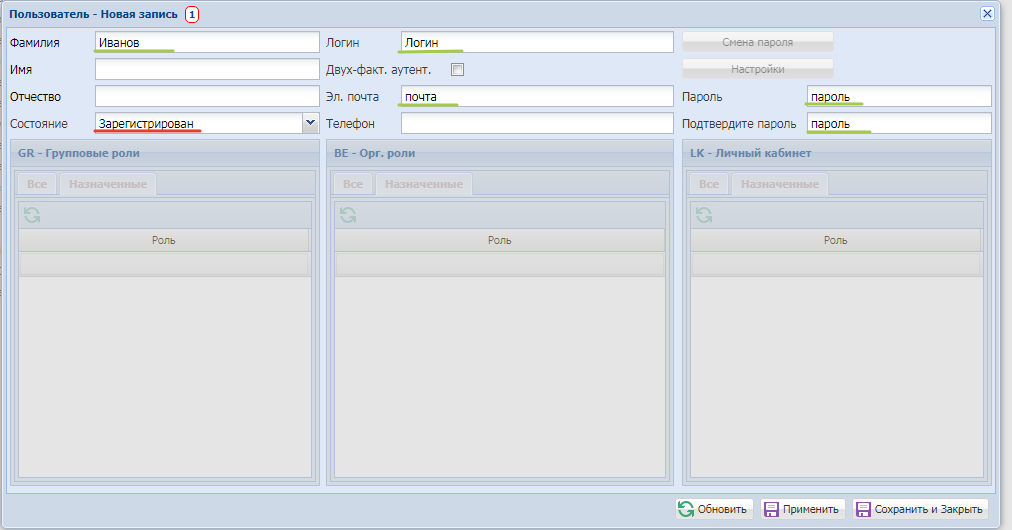 Пользователь - Новая запись 1
Фамилия Иванов Логин Логин Смена пароля
Имя Двух-факт. аутент. Настройки
Отчество Эл. почта почта Пароль пароль
Состояние Зарегистрирован Телефон Подтвердите пароль пароль
GR - Групповые роли BE - Орг. роли LK - Личный кабинет
Все Назначенные Все Назначенные Все Назначенные
Роль Роль Роль
Обновить Применить Сохранить и Закрыть